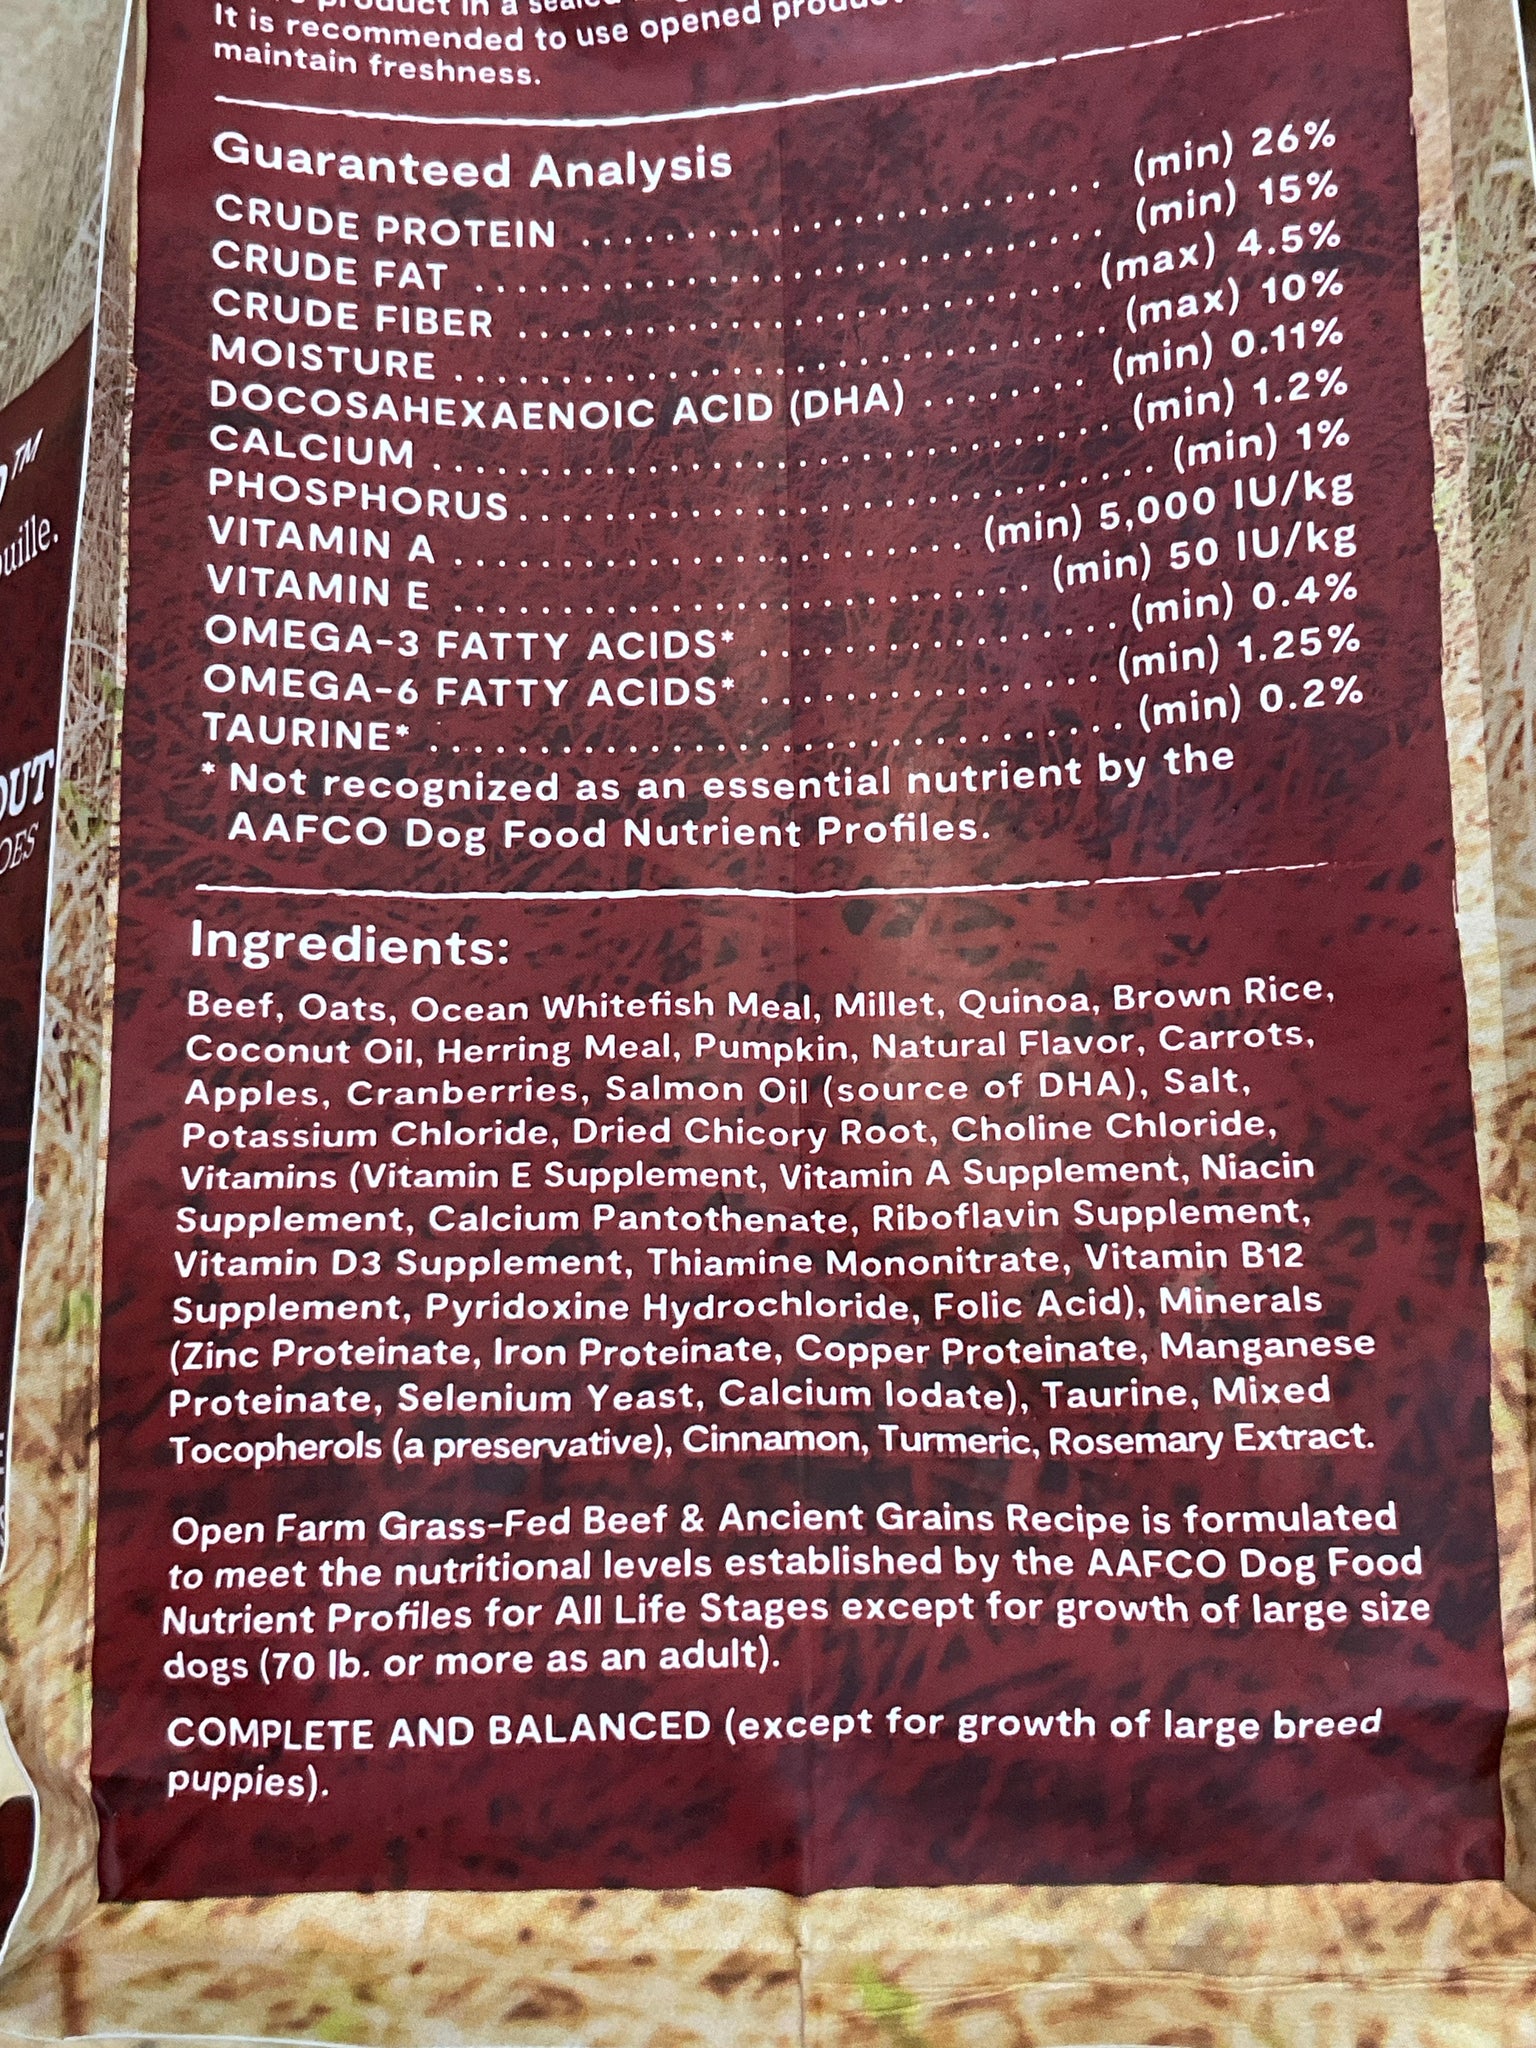 product in a
It is recommended to use opened
maintain freshness.
Guaranteed Analysis
CRUDE PROTEIN (min) 26%
CRUDE FAT (min) 15%
CRUDE FIBER (max) 4.5%
MOISTURE (max) 10%
DOCOSAHEXAENOIC ACID (DHA) (min) 0.11%
CALCIUM (min) 1.2%
PHOSPHORUS (min) 1%
VITAMIN A (min) 5,000 IU/kg
VITAMIN E (min) 50 IU/kg
OMEGA-3 FATTY ACIDS* (min) 0.4%
OMEGA-6 FATTY ACIDS* (min) 1.25%
TAURINE* (min) 0.2%
* Not recognized as an essential nutrient by the
AAFCO Dog Food Nutrient Profiles.
Ingredients:
Beef, Oats, Ocean Whitefish Meal, Millet, Quinoa, Brown Rice,
Coconut Oil, Herring Meal, Pumpkin, Natural Flavor, Carrots,
Apples, Cranberries, Salmon Oil (source of DHA), Salt,
Potassium Chloride, Dried Chicory Root, Choline Chloride,
Vitamins (Vitamin E Supplement, Vitamin A Supplement, Niacin
Supplement, Calcium Pantothenate, Riboflavin Supplement,
Vitamin D3 Supplement, Thiamine Mononitrate, Vitamin B12
Supplement, Pyridoxine Hydrochloride, Folic Acid), Minerals
(Zinc Proteinate, Iron Proteinate, Copper Proteinate, Manganese
Proteinate, Selenium Yeast, Calcium Iodate), Taurine, Mixed
Tocopherols (a preservative), Cinnamon, Turmeric, Rosemary Extract.
Open Farm Grass-Fed Beef & Ancient Grains Recipe is formulated
to meet the nutritional levels established by the AAFCO Dog Food
Nutrient Profiles for All Life Stages except for growth of large size
dogs (70 lb. or more as an adult).
COMPLETE AND BALANCED (except for growth of large breed
puppies).